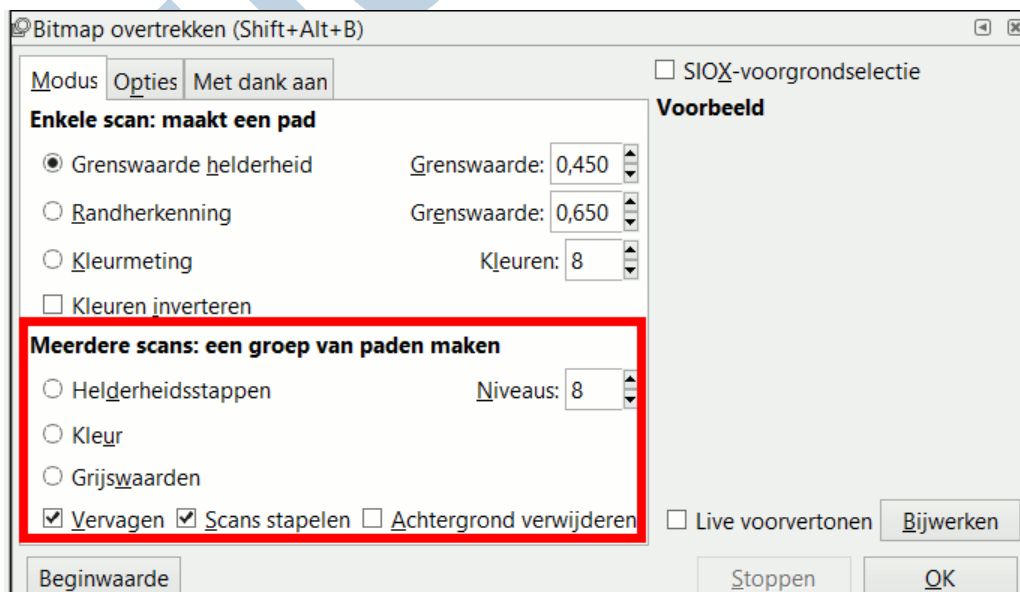 Bitmap overtrekken (Shift+Alt+B)
Modus Opties Met dank aan
SIOX-voorgrondselectie
Voorbeeld
Enkele scan: maakt een pad
Grenswaarde helderheid Grenswaarde: 0,450
Randherkenning Grenswaarde: 0,650
Kleurmeting Kleuren: 8
Kleuren inverteren
Meerdere scans: een groep van paden maken
Helderheidsstappen Niveaus: 8
Kleur
Grijswaarden
Vervagen Scans stapelen Achtergrond verwijderen
Live voorvertonen Bijwerken
Beginwaarde Stoppen OK